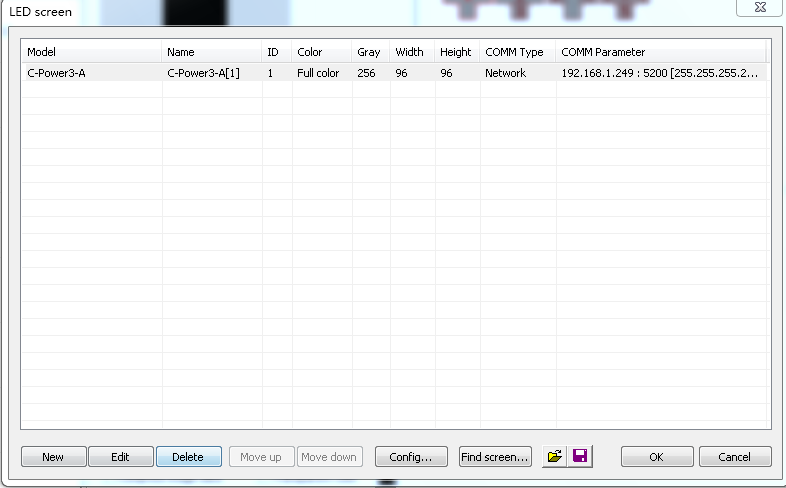 LED screen
Model Name ID Color Gray Width Height COMM Type COMM Parameter
C-Power3-A C-Power3-A[1] 1 Full color 256 96 96 Network 192.168.1.249 : 5200 [255.255.255.2...
New Edit Delete Move up Move down Config... Find screen... OK Cancel